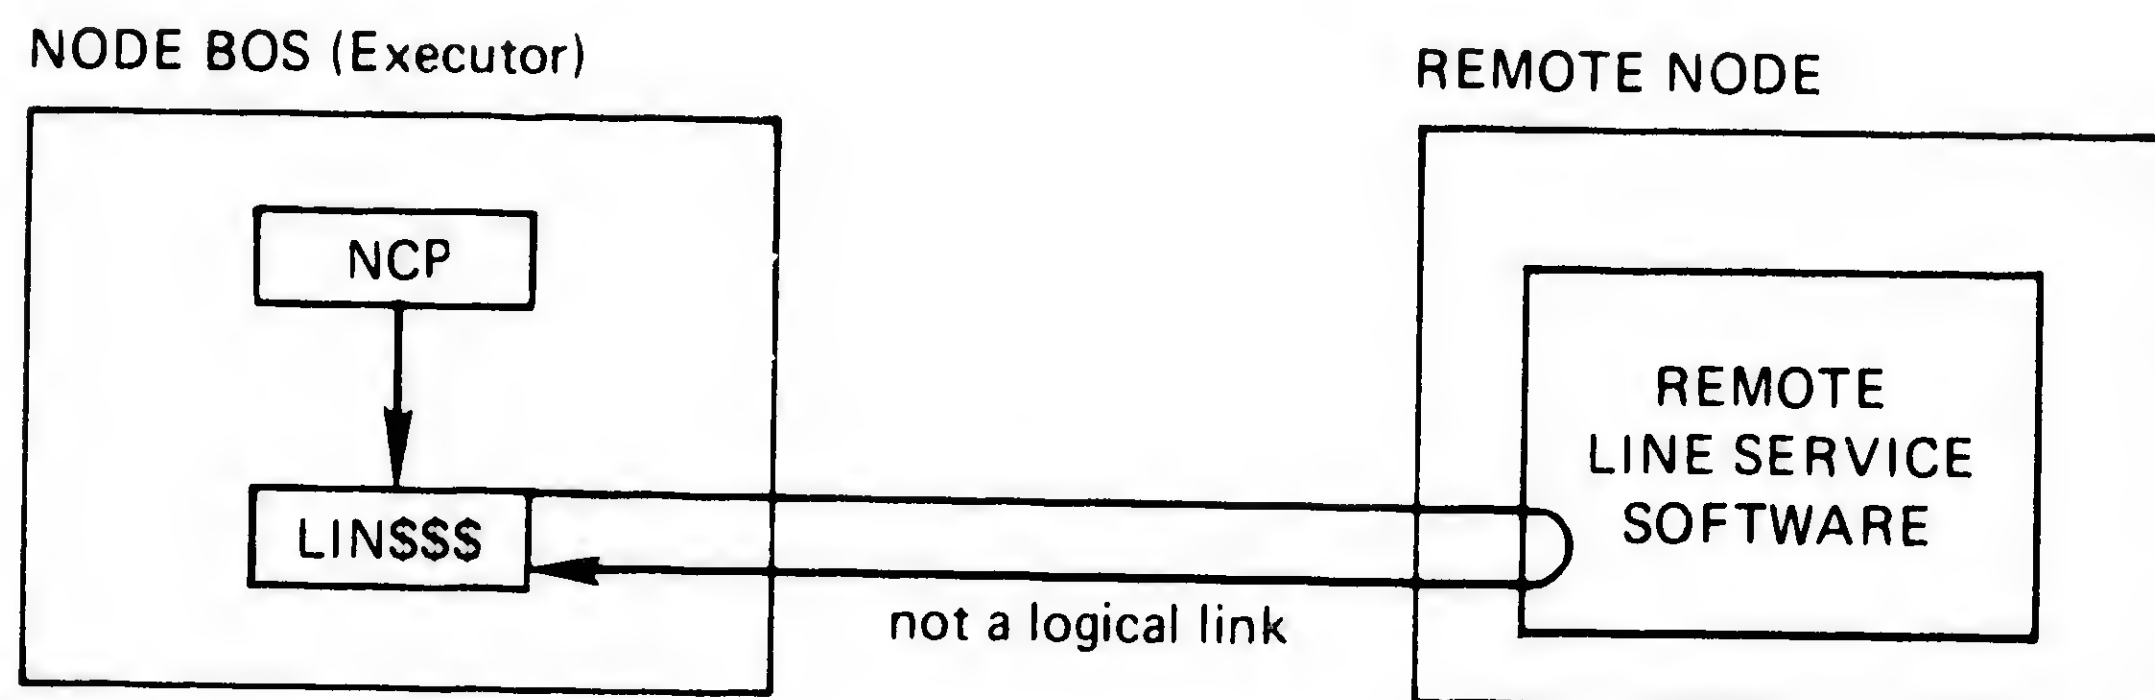 NODE BOS (Executor)
REMOTE NODE
NCP
REMOTE
LINE SERVICE
SOFTWARE
LIN$$$
not a logical link